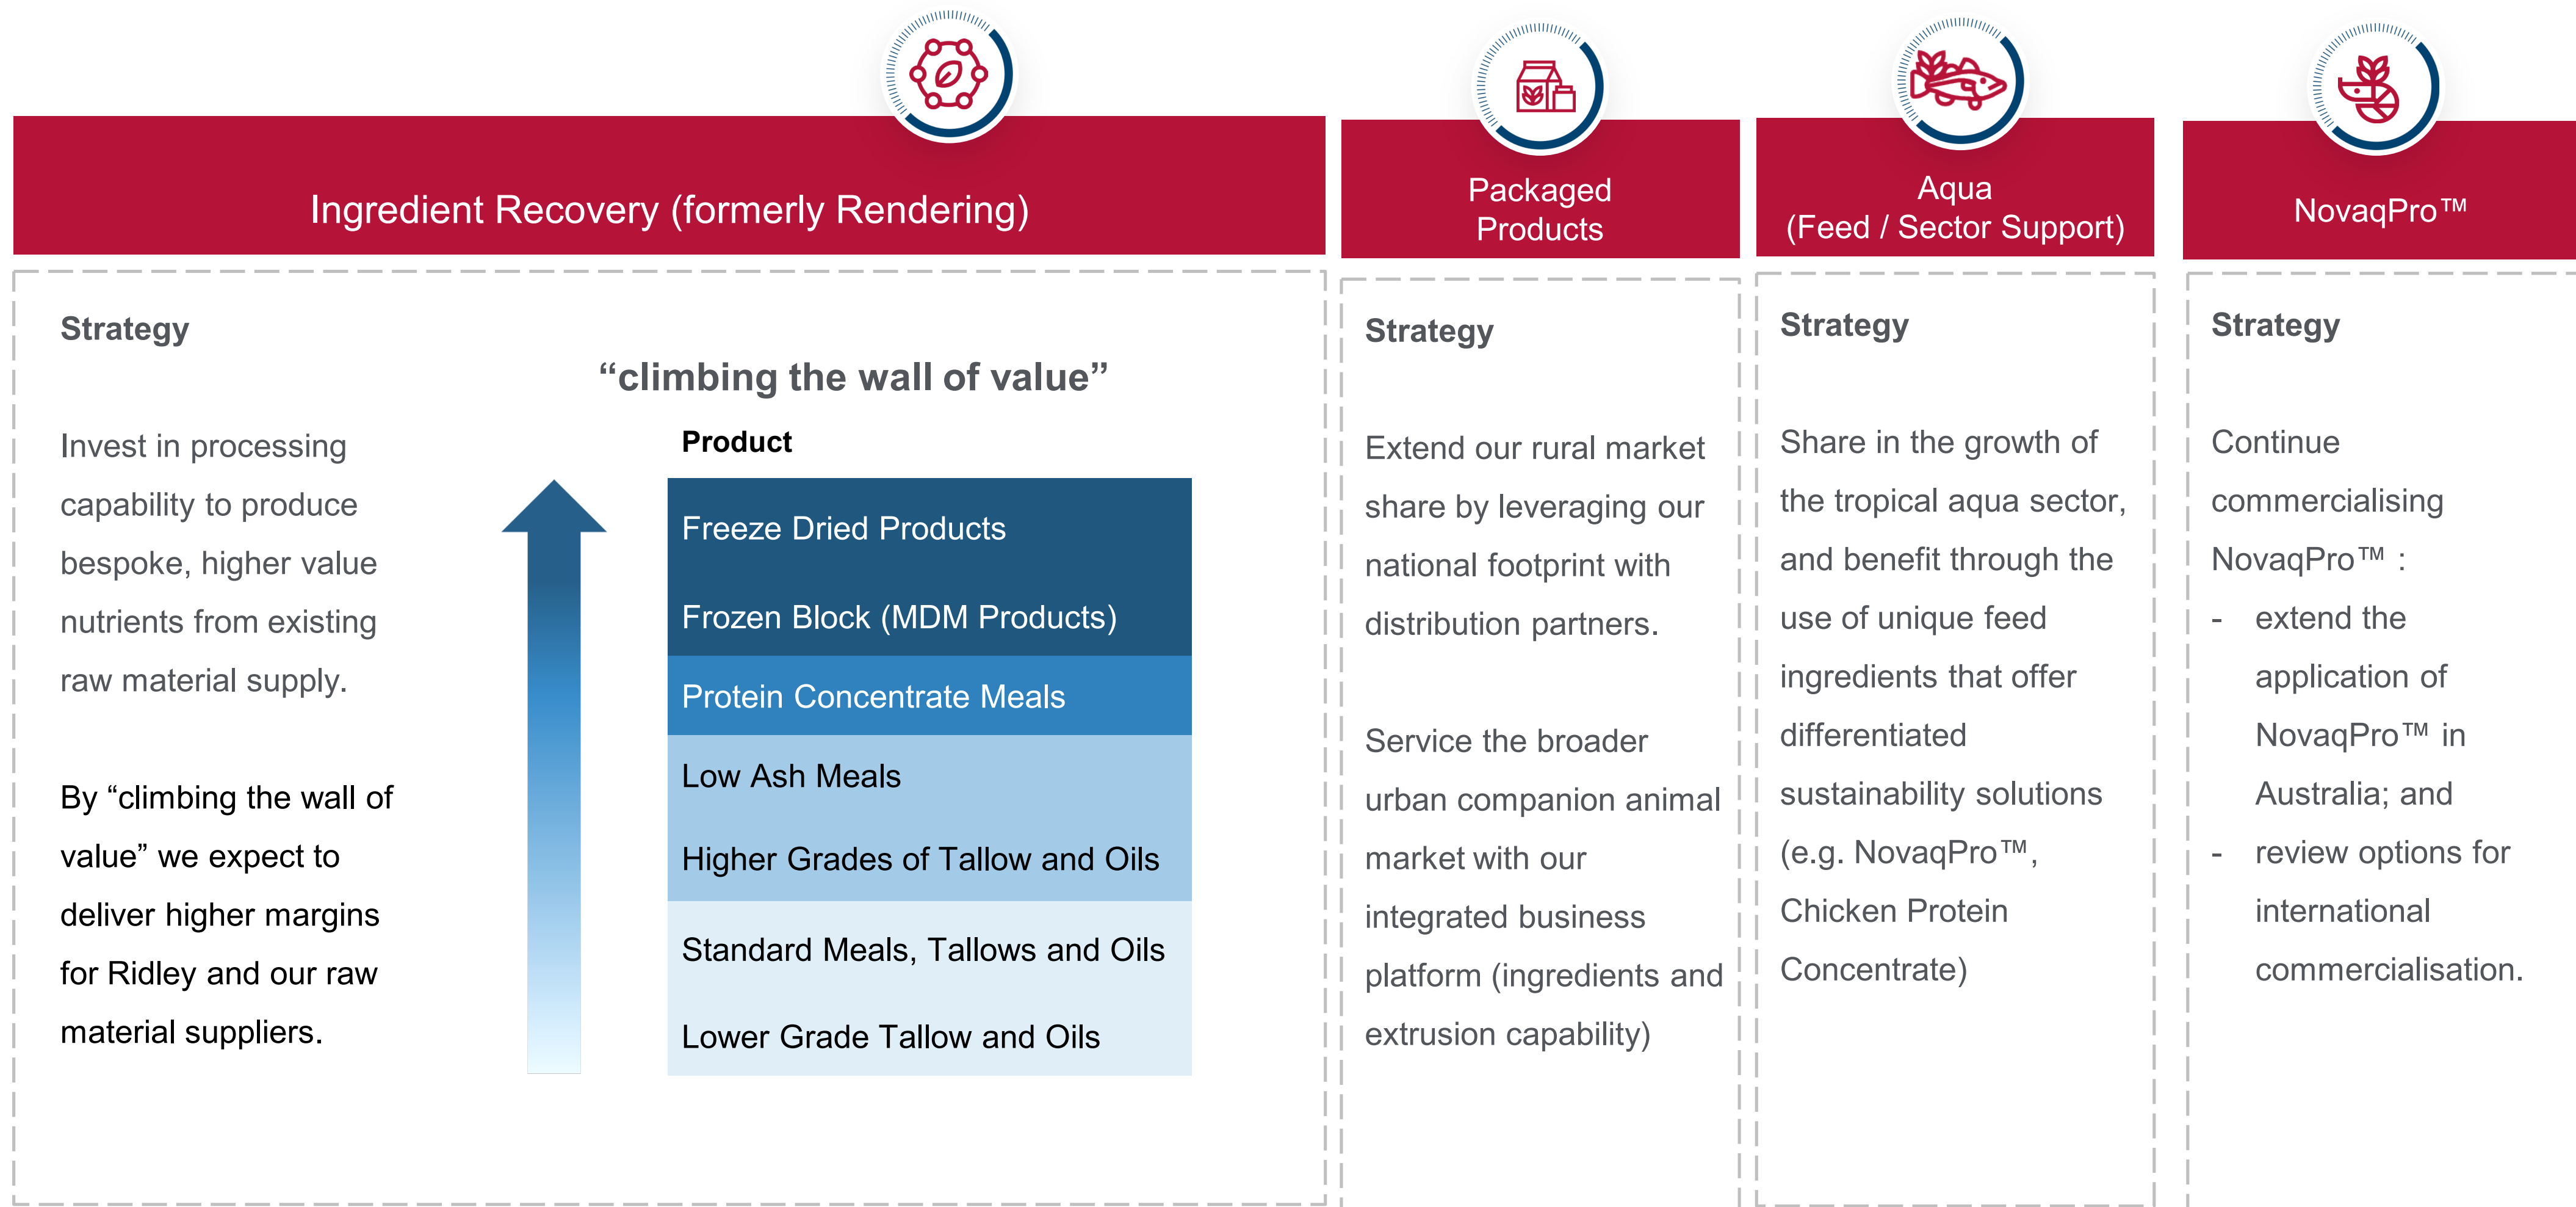 Ingredient Recovery (formerly Rendering)
Strategy
Invest in processing
capability to produce
bespoke, higher value
nutrients from existing
raw material supply.
By “climbing the wall of
value” we expect to
deliver higher margins
for Ridley and our raw
material suppliers.
“climbing the wall of value”
Product
Freeze Dried Products
Frozen Block (MDM Products)
Protein Concentrate Meals
Low Ash Meals
Higher Grades of Tallow and Oils
Standard Meals, Tallows and Oils
Lower Grade Tallow and Oils
Packaged
Products
Strategy
Extend our rural market
share by leveraging our
national footprint with
distribution partners.
Service the broader
urban companion animal
market with our
integrated business
platform (ingredients and
extrusion capability)
Aqua
(Feed / Sector Support)
Strategy
Share in the growth of
the tropical aqua sector,
and benefit through the
use of unique feed
ingredients that offer
differentiated
sustainability solutions
(e.g. NovaqPro™,
Chicken Protein
Concentrate)
NovaqPro™
Strategy
Continue
commercialising
NovaqPro™ :
- extend the
application of
NovaqPro™ in
Australia; and
- review options for
international
commercialisation.